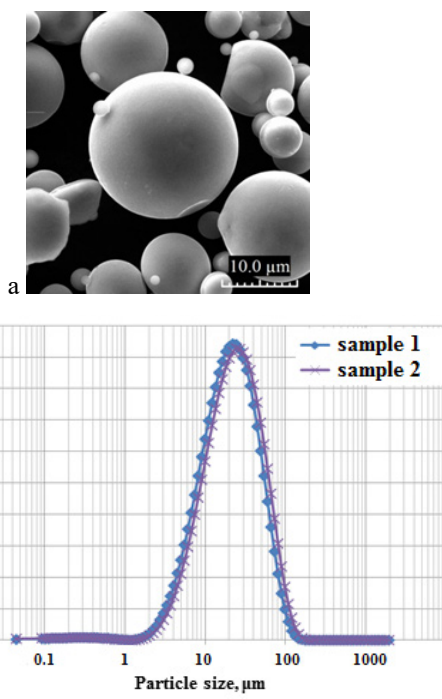 10.0 µm
a
sample 1
sample 2
0.1 1 10 100 1000
Particle size, µm